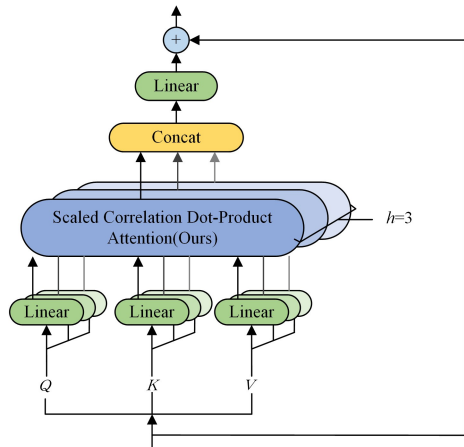 +
Linear
Concat
Scaled Correlation Dot-Product
Attention(Ours)
h=3
Linear
Linear
Linear
Q
K
V